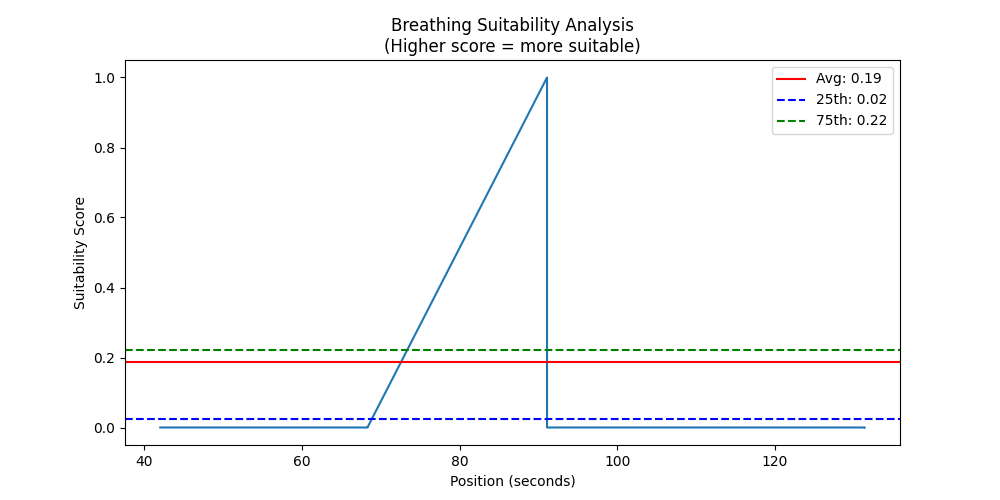 Breathing Suitability Analysis
(Higher score = more suitable)
Avg: 0.19
25th: 0.02
75th: 0.22
Suitability Score
1.0
0.8
0.6
0.4
0.2
0.0
40
60
80
100
120
Position (seconds)